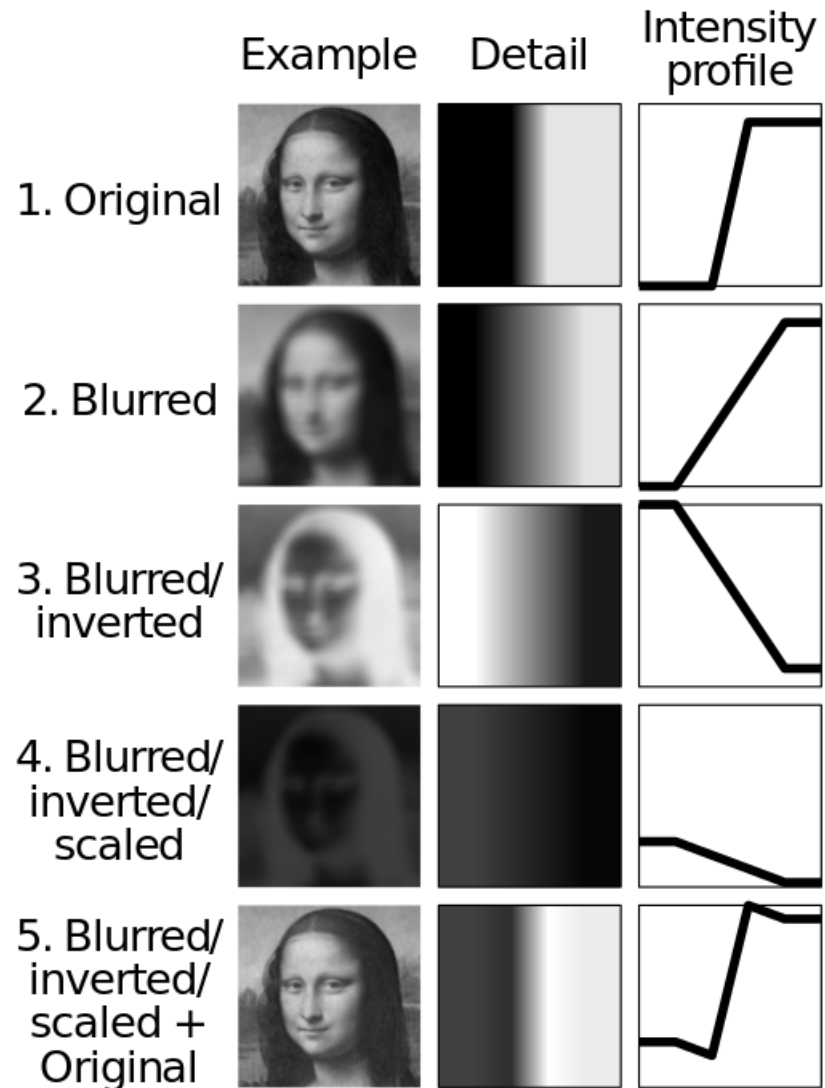 Example
Detail
Intensity
profile
1. Original
2. Blurred
3. Blurred/
inverted
4. Blurred/
inverted/
scaled
5. Blurred/
inverted/
scaled +
Original